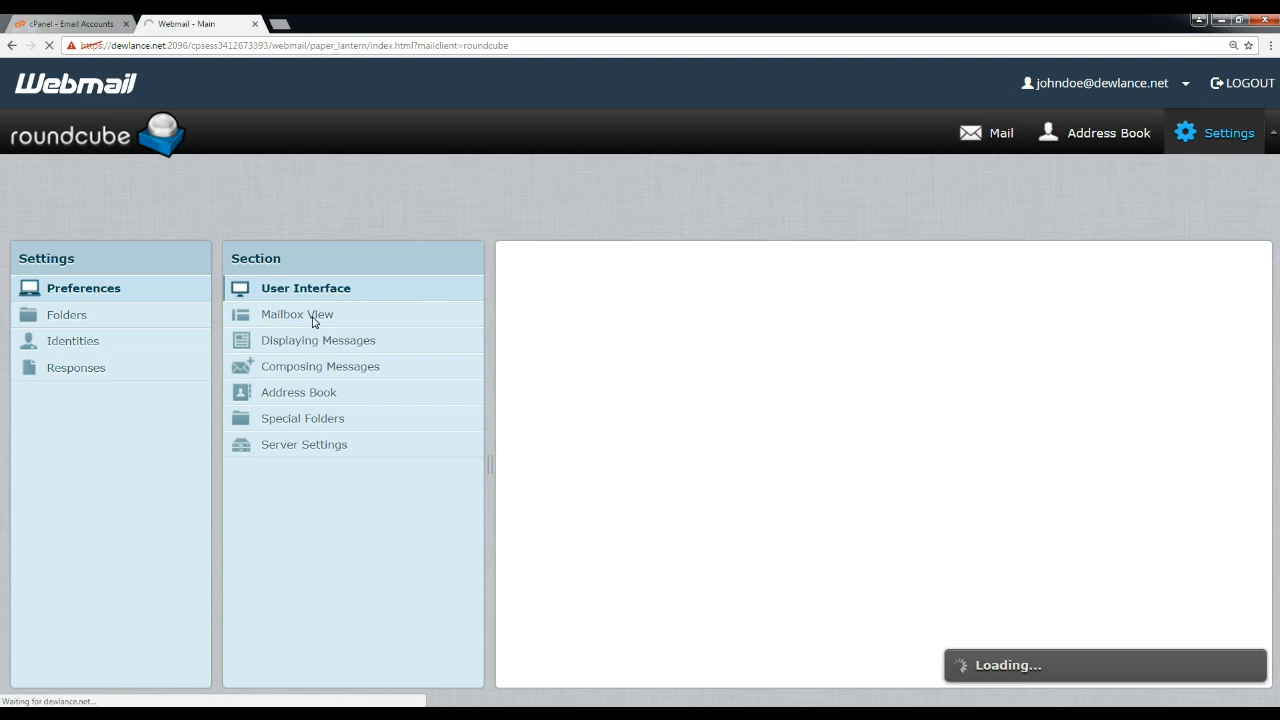 cPanel - Email Accounts
Webmail - Main
https://dewlance.net:2096/cpsess3412673393/webmail/paper_lantern/index.html?mailclient=roundcube
Webmail
johndoe@dewlance.net
LOGOUT
roundcube
Mail
Address Book
Settings
Settings
Preferences
Folders
Identities
Responses
Section
User Interface
Mailbox View
Displaying Messages
Composing Messages
Address Book
Special Folders
Server Settings
Loading...
Waiting for dewlance.net...